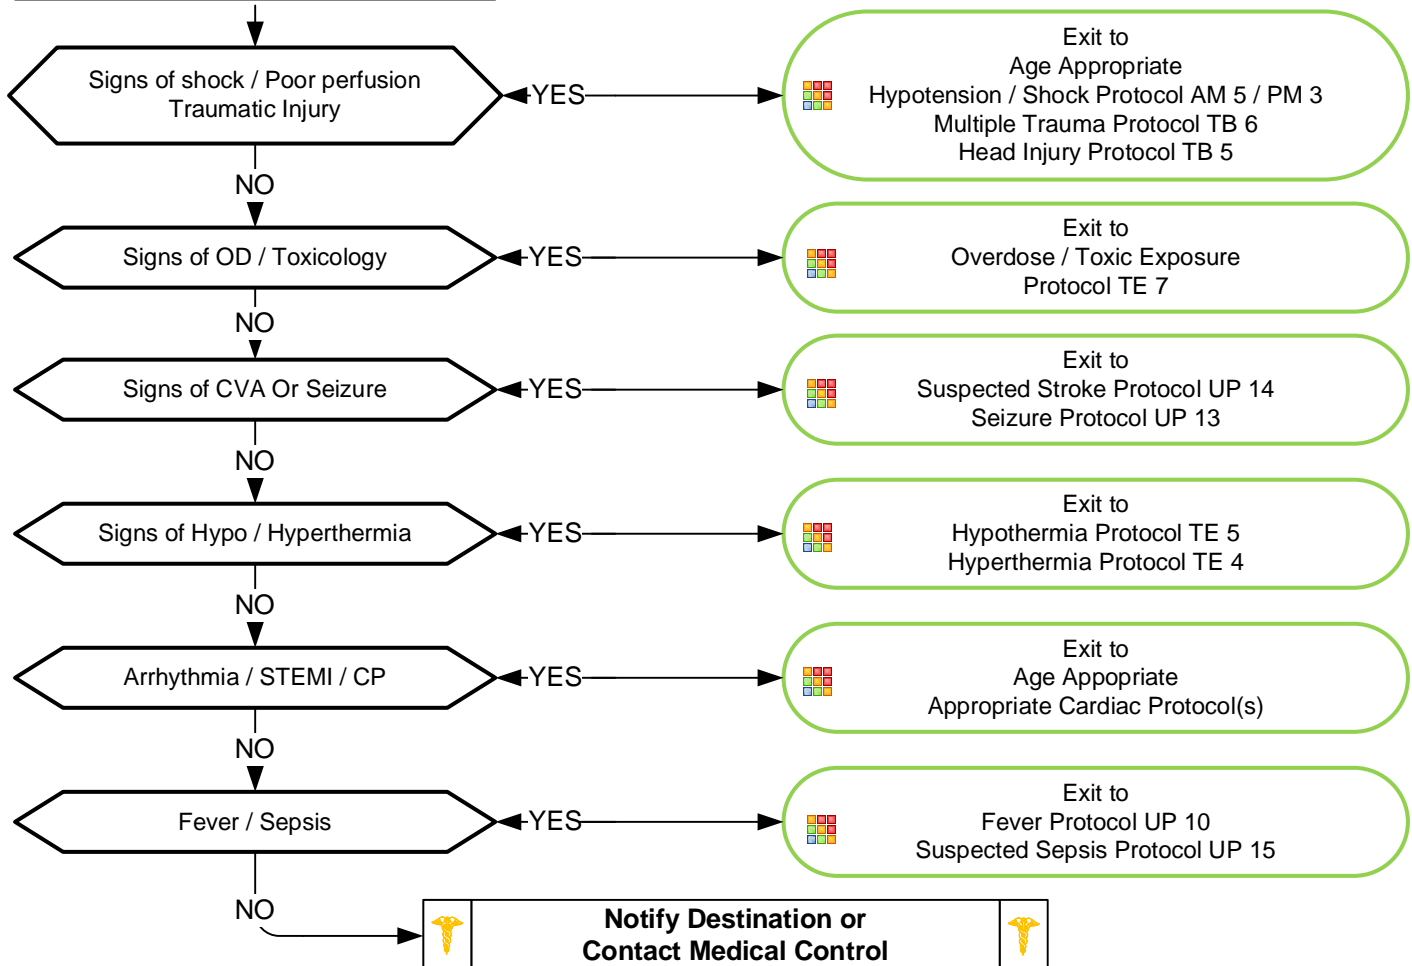 Signs of shock / Poor perfusion
Traumatic Injury
YES
Exit to
Age Appropriate
Hypotension / Shock Protocol AM 5 / PM 3
Multiple Trauma Protocol TB 6
Head Injury Protocol TB 5
NO
Signs of OD / Toxicology
YES
Exit to
Overdose / Toxic Exposure
Protocol TE 7
NO
Signs of CVA Or Seizure
YES
Exit to
Suspected Stroke Protocol UP 14
Seizure Protocol UP 13
NO
Signs of Hypo / Hyperthermia
YES
Exit to
Hypothermia Protocol TE 5
Hyperthermia Protocol TE 4
NO
Arrhythmia / STEMI / CP
YES
Exit to
Age Appopriate
Appropriate Cardiac Protocol(s)
NO
Fever / Sepsis
YES
Exit to
Fever Protocol UP 10
Suspected Sepsis Protocol UP 15
NO
Notify Destination or
Contact Medical Control